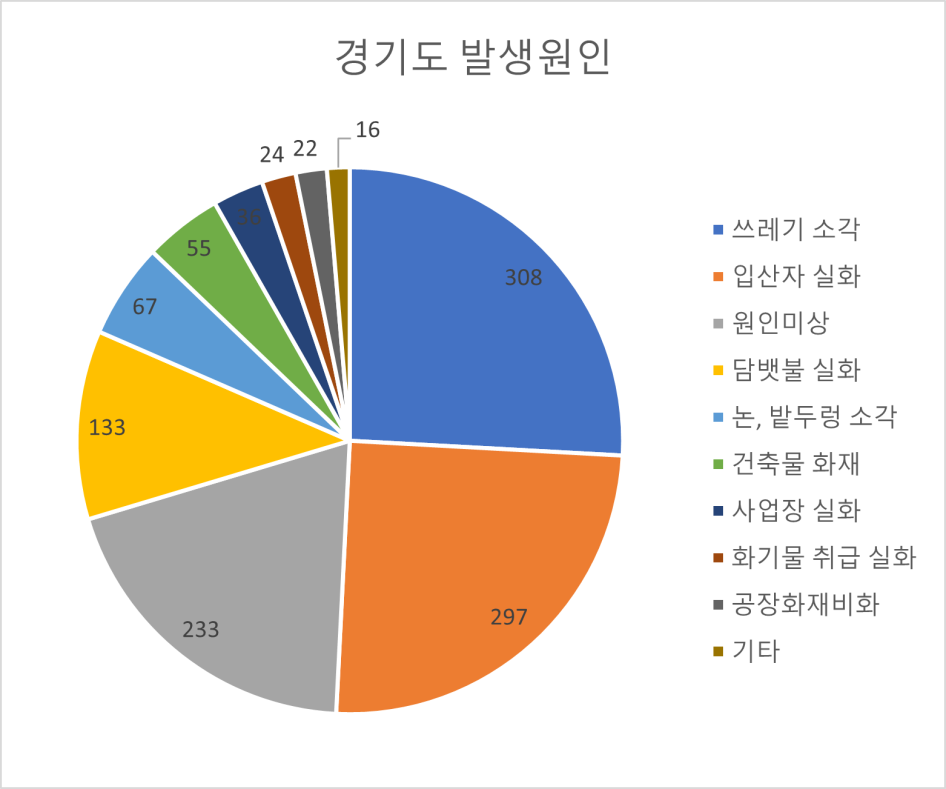 경기도 발생원인
16
24
22
36
55
67
133
233
297
308
쓰레기 소각
입산자 실화
원인미상
담뱃불 실화
논, 밭두렁 소각
건축물 화재
사업장 실화
화기물 취급 실화
공장화재비화
기타